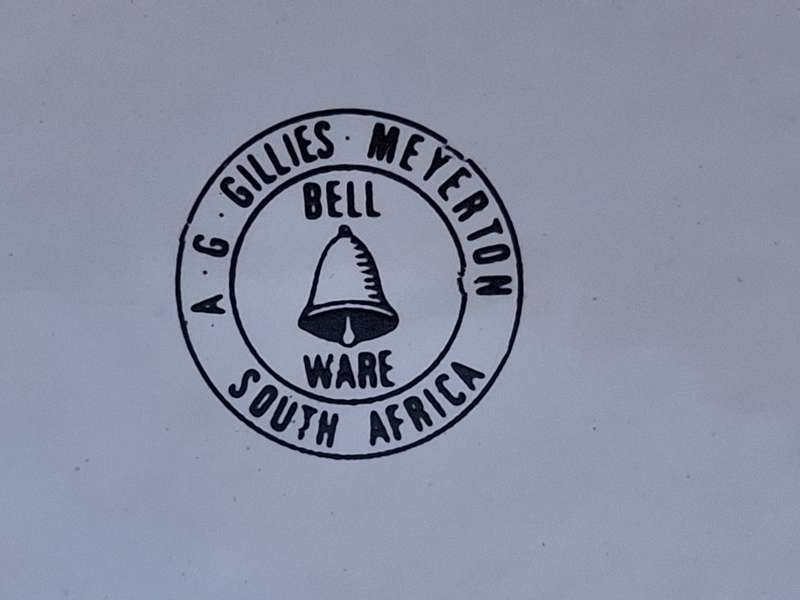 A·G·GILLIES·MEYERTON
BELL
WARE
SOUTH AFRICA